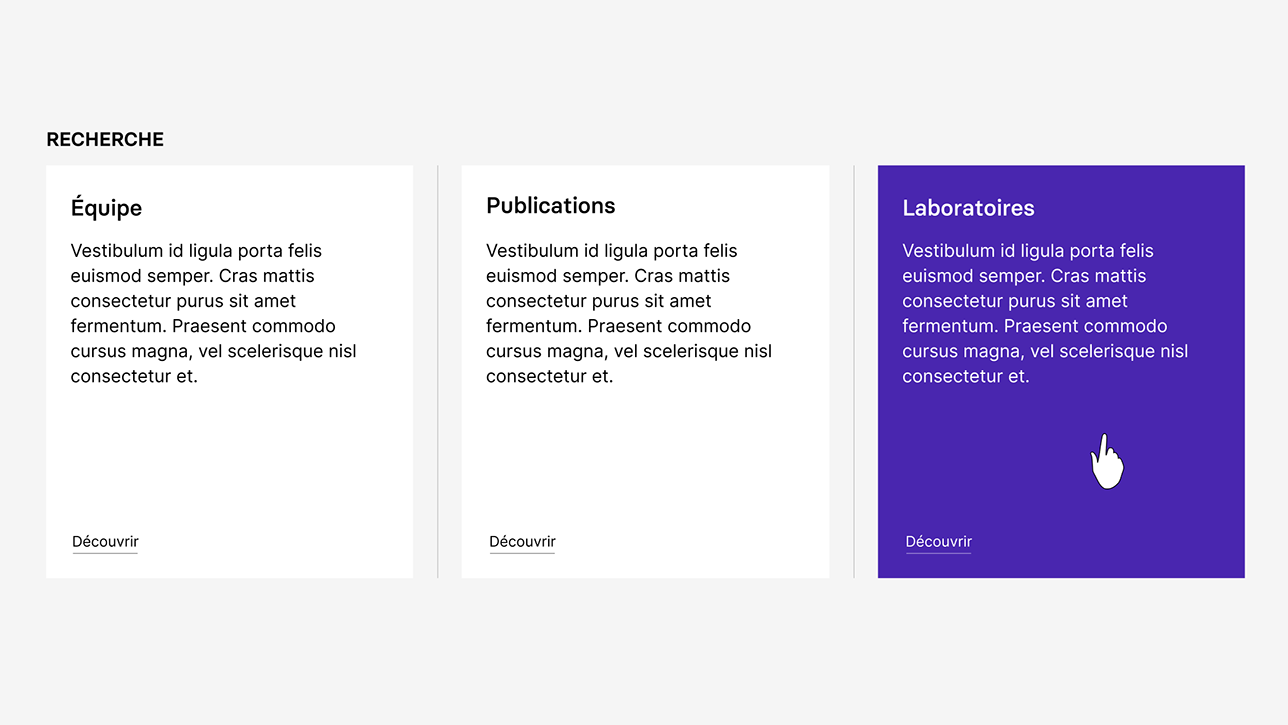 RECHERCHE
Équipe
Vestibulum id ligula porta felis
euismod semper. Cras mattis
consectetur purus sit amet
fermentum. Praesent commodo
cursus magna, vel scelerisque nisl
consectetur et.
Découvrir
Publications
Vestibulum id ligula porta felis
euismod semper. Cras mattis
consectetur purus sit amet
fermentum. Praesent commodo
cursus magna, vel scelerisque nisl
consectetur et.
Découvrir
Laboratoires
Vestibulum id ligula porta felis
euismod semper. Cras mattis
consectetur purus sit amet
fermentum. Praesent commodo
cursus magna, vel scelerisque nisl
consectetur et.
Découvrir